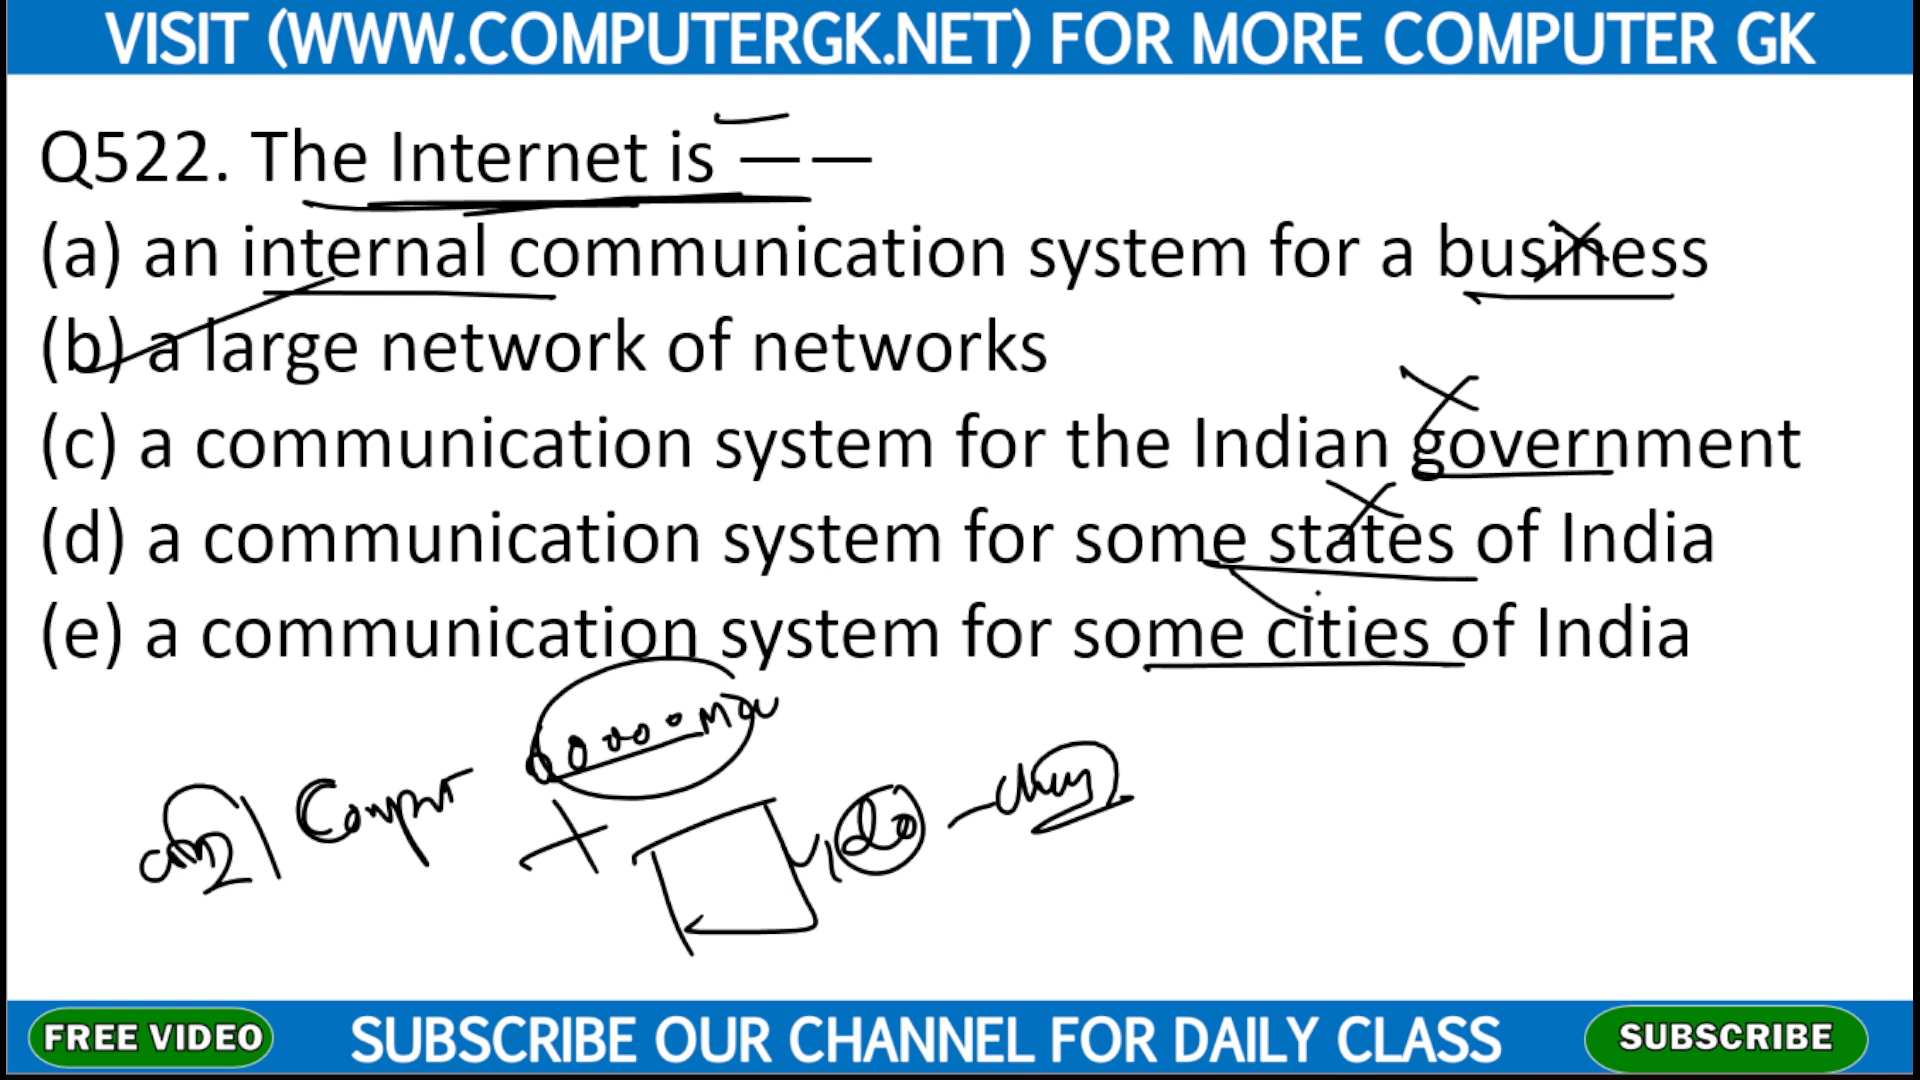 VISIT (WWW.COMPUTERGK.NET) FOR MORE COMPUTER GK
Q522. The Internet is ——
(a) an internal communication system for a business
(b) a large network of networks
(c) a communication system for the Indian government
(d) a communication system for some states of India
(e) a communication system for some cities of India
FREE VIDEO SUBSCRIBE OUR CHANNEL FOR DAILY CLASS SUBSCRIBE